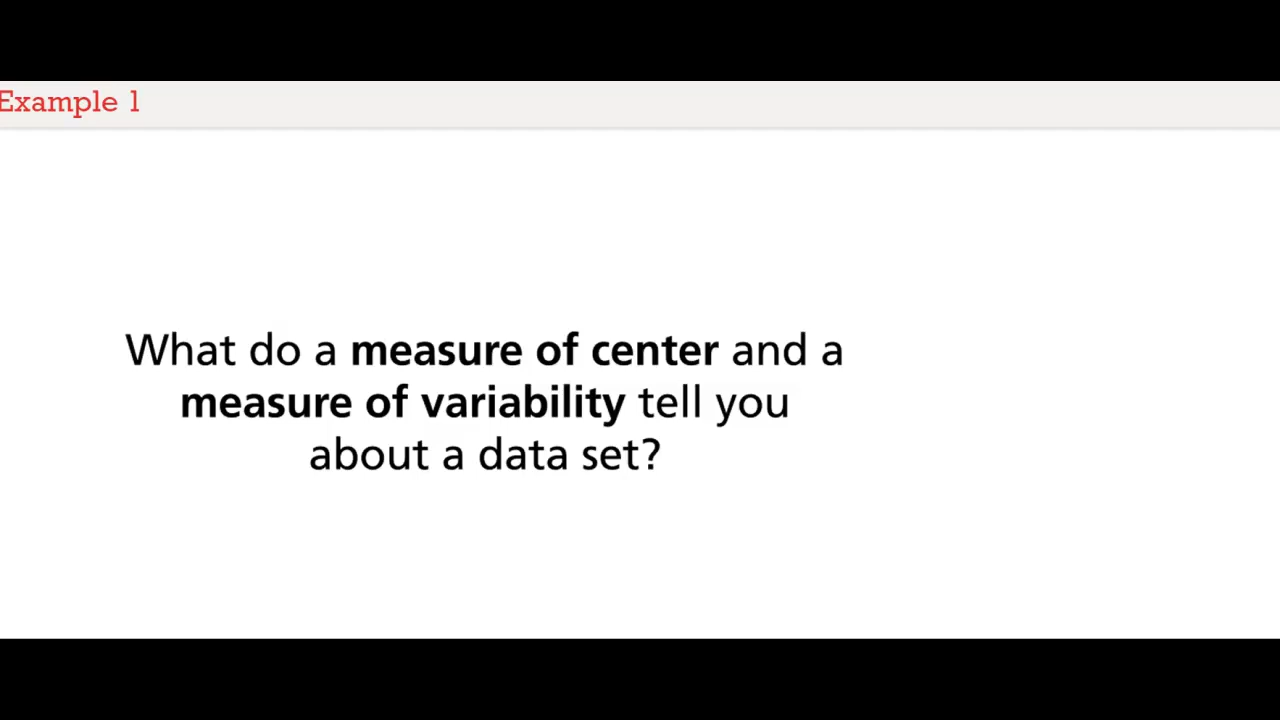 Example 1
What do a measure of center and a
measure of variability tell you
about a data set?